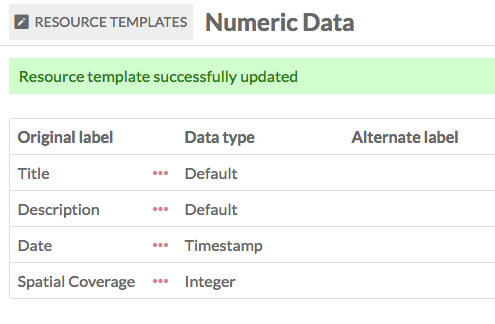 RESOURCE TEMPLATES Numeric Data
Resource template successfully updated
Original label Data type Alternate label
Title ••• Default
Description ••• Default
Date ••• Timestamp
Spatial Coverage ••• Integer